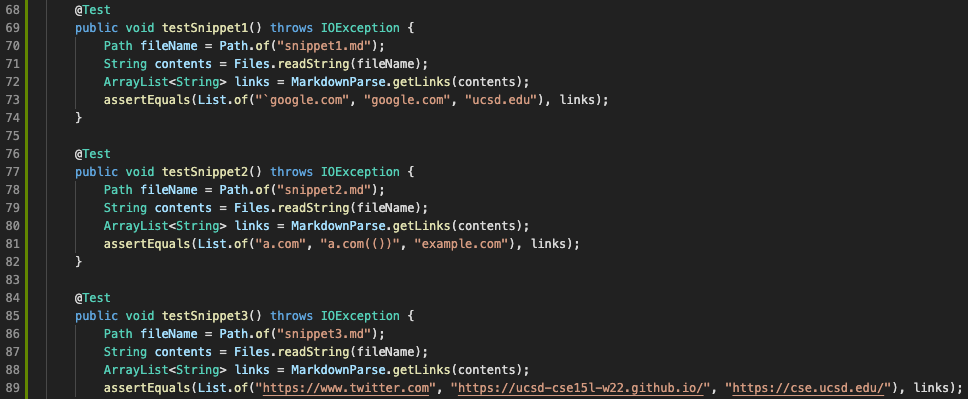 68 @Test
69 public void testSnippet1() throws IOException {
70 Path fileName = Path.of("snippet1.md");
71 String contents = Files.readString(fileName);
72 ArrayList<String> links = MarkdownParse.getLinks(contents);
73 assertEquals(List.of("`google.com", "google.com", "ucsd.edu"), links);
74 }
75
76 @Test
77 public void testSnippet2() throws IOException {
78 Path fileName = Path.of("snippet2.md");
79 String contents = Files.readString(fileName);
80 ArrayList<String> links = MarkdownParse.getLinks(contents);
81 assertEquals(List.of("a.com", "a.com(())", "example.com"), links);
82 }
83
84 @Test
85 public void testSnippet3() throws IOException {
86 Path fileName = Path.of("snippet3.md");
87 String contents = Files.readString(fileName);
88 ArrayList<String> links = MarkdownParse.getLinks(contents);
89 assertEquals(List.of("https://www.twitter.com", "https://ucsd-cse15l-w22.github.io/", "https://cse.ucsd.edu/"), links);